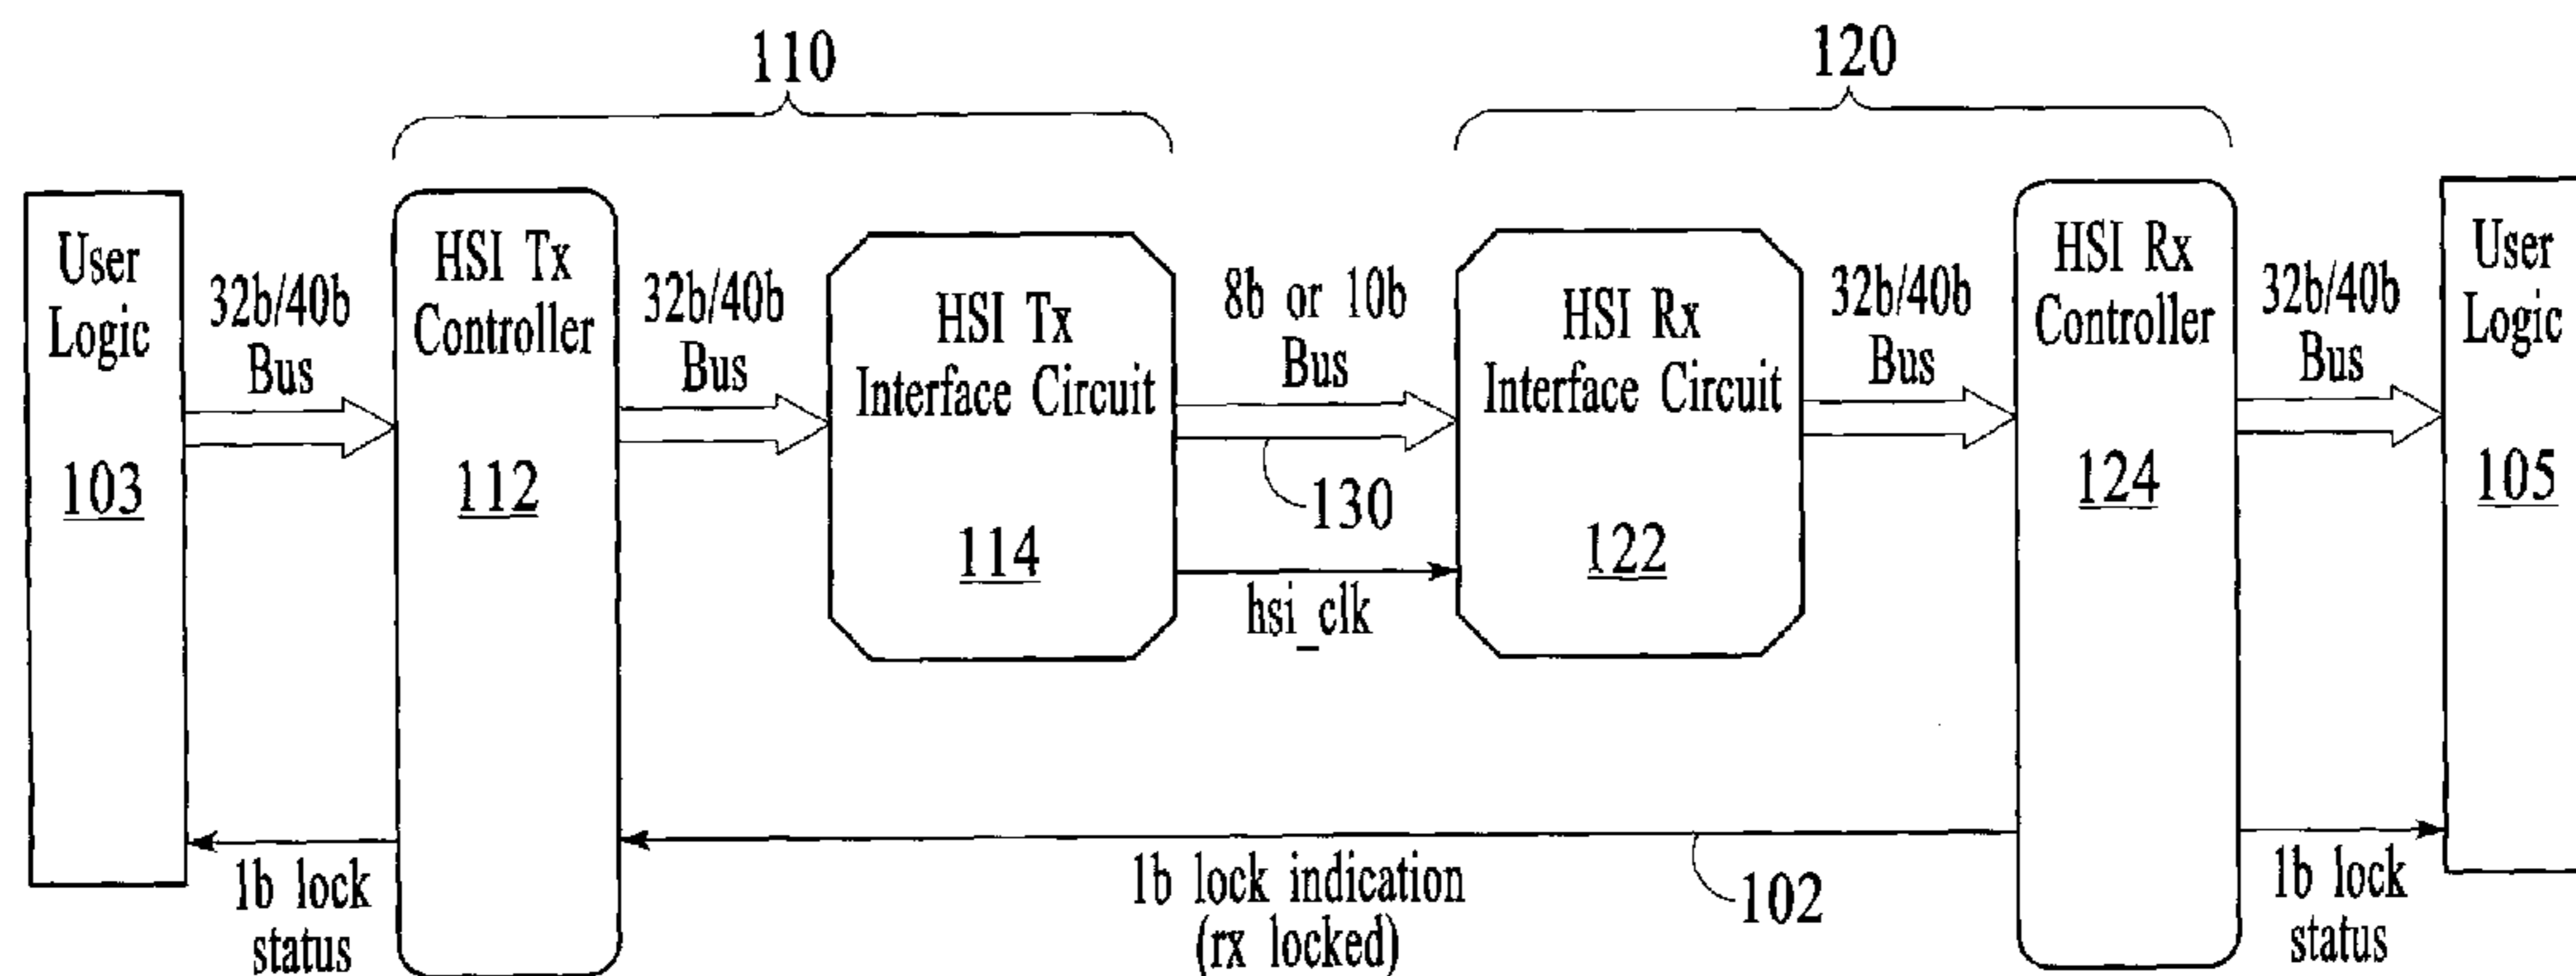 110
120
User
Logic
103
32b/40b
Bus
HSI Tx
Controller
112
32b/40b
Bus
HSI Tx
Interface Circuit
114
8b or 10b
Bus
130
hsi_clk
HSI Rx
Interface Circuit
122
32b/40b
Bus
HSI Rx
Controller
124
32b/40b
Bus
User
Logic
105
1b lock
status
1b lock indication
(rx locked)
102
1b lock
status